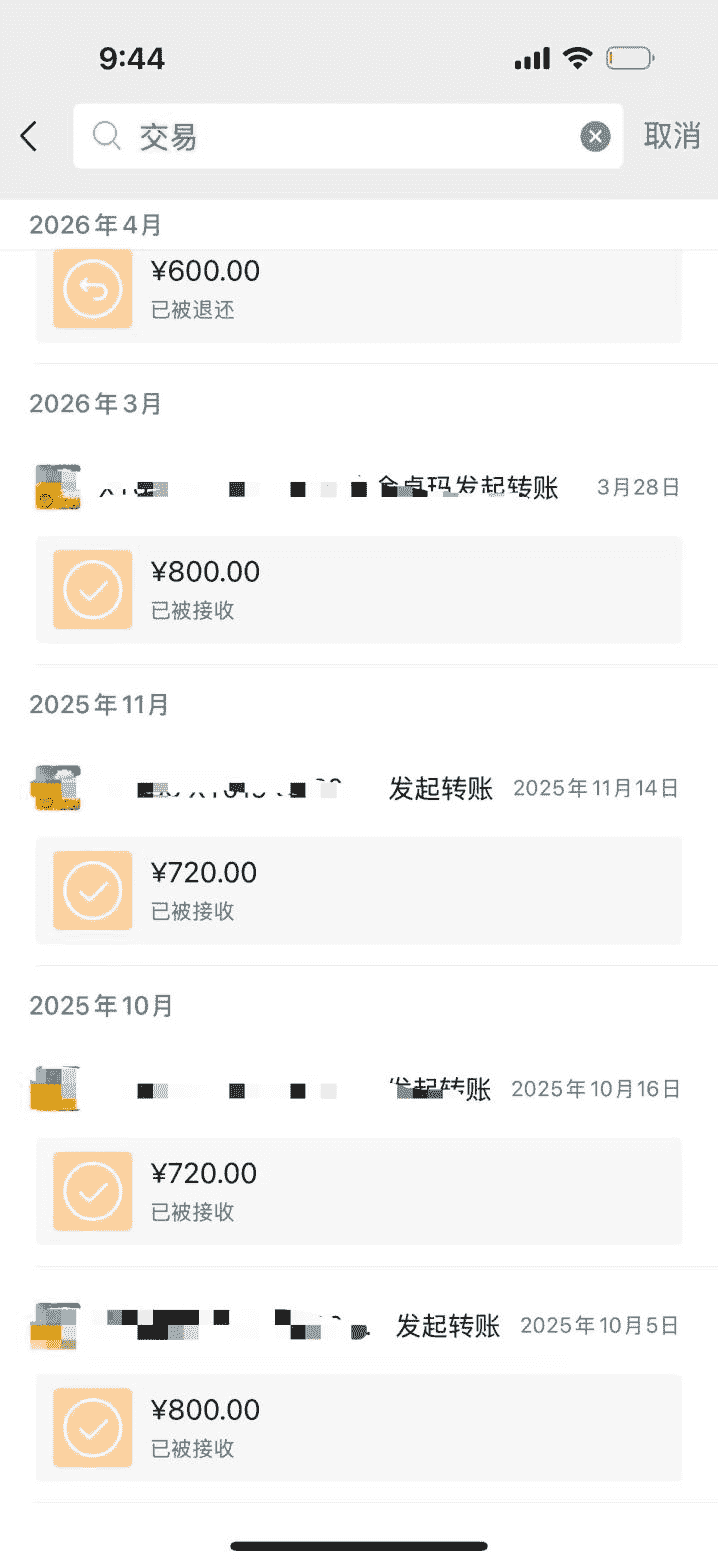 9:44
交易
取消
2026年4月
¥600.00
已被退还
2026年3月
卓玛发起转账 3月28日
¥800.00
已被接收
2025年11月
发起转账 2025年11月14日
¥720.00
已被接收
2025年10月
发起转账 2025年10月16日
¥720.00
已被接收
发起转账 2025年10月5日
¥800.00
已被接收